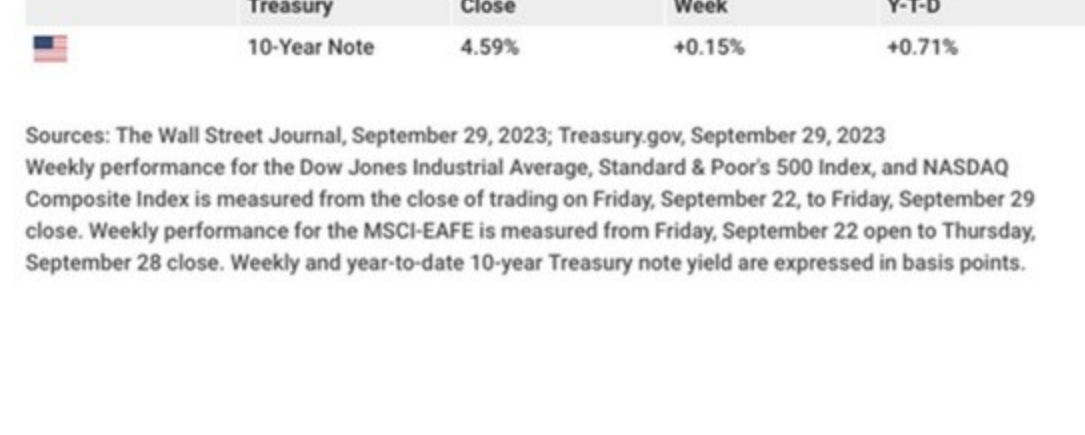 Treasury Close Week Y-T-D
10-Year Note 4.59% +0.15% +0.71%
Sources: The Wall Street Journal, September 29, 2023; Treasury.gov, September 29, 2023
Weekly performance for the Dow Jones Industrial Average, Standard & Poor's 500 Index, and NASDAQ
Composite Index is measured from the close of trading on Friday, September 22, to Friday, September 29
close. Weekly performance for the MSCI-EAFE is measured from Friday, September 22 open to Thursday,
September 28 close. Weekly and year-to-date 10-year Treasury note yield are expressed in basis points.